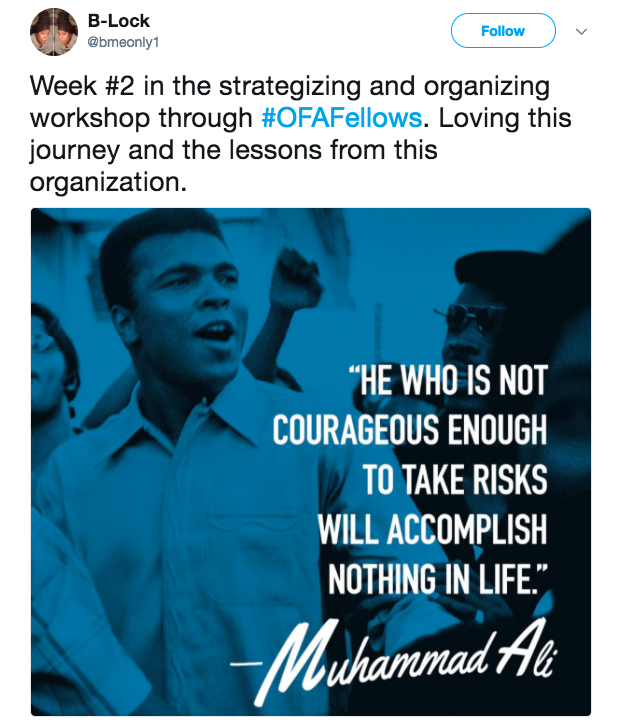 B-Lock
@bmeonly1
Follow
Week #2 in the strategizing and organizing
workshop through #OFAFellows. Loving this
journey and the lessons from this
organization.
“HE WHO IS NOT
COURAGEOUS ENOUGH
TO TAKE RISKS
WILL ACCOMPLISH
NOTHING IN LIFE.”
—Muhammad Ali